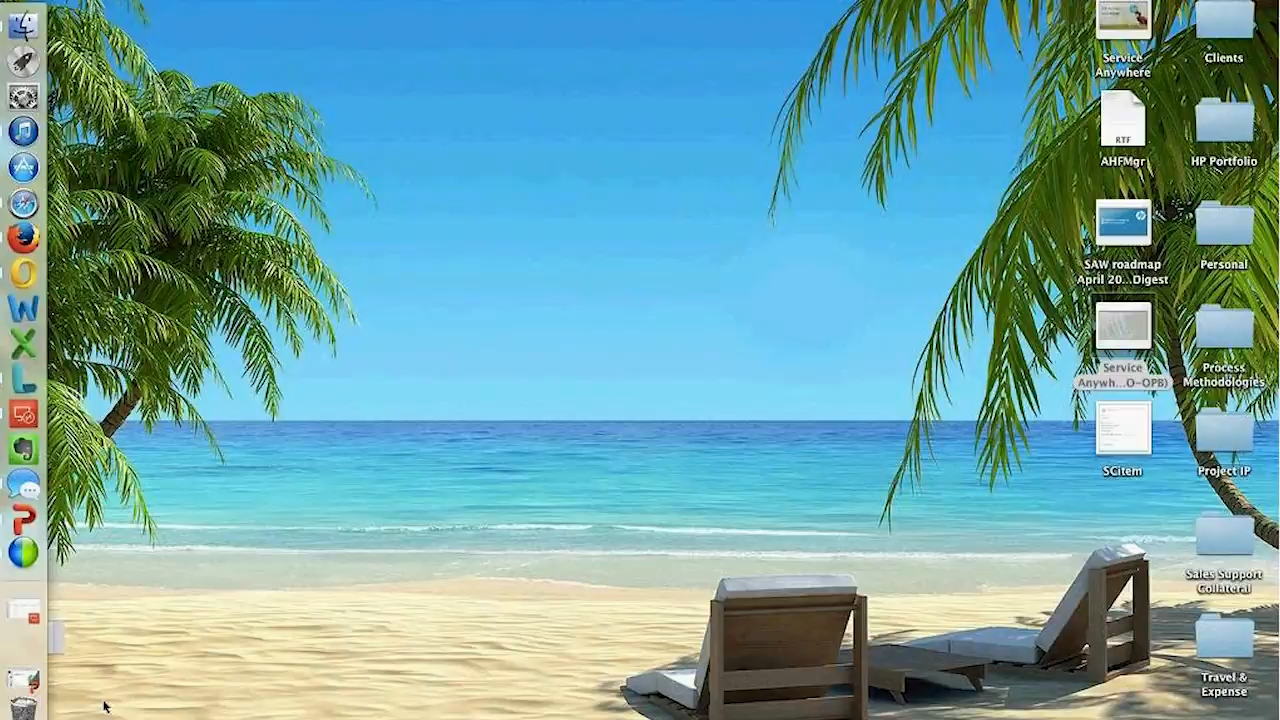 Service
Anywhere
Clients
RTF
AHFMgr
HP Portfolio
SAW roadmap
April 20...Digest
Personal
Service
Anywh...O-OPB)
Process
Methodologies
SCitem
Project IP
Sales Support
Collateral
Travel &
Expense